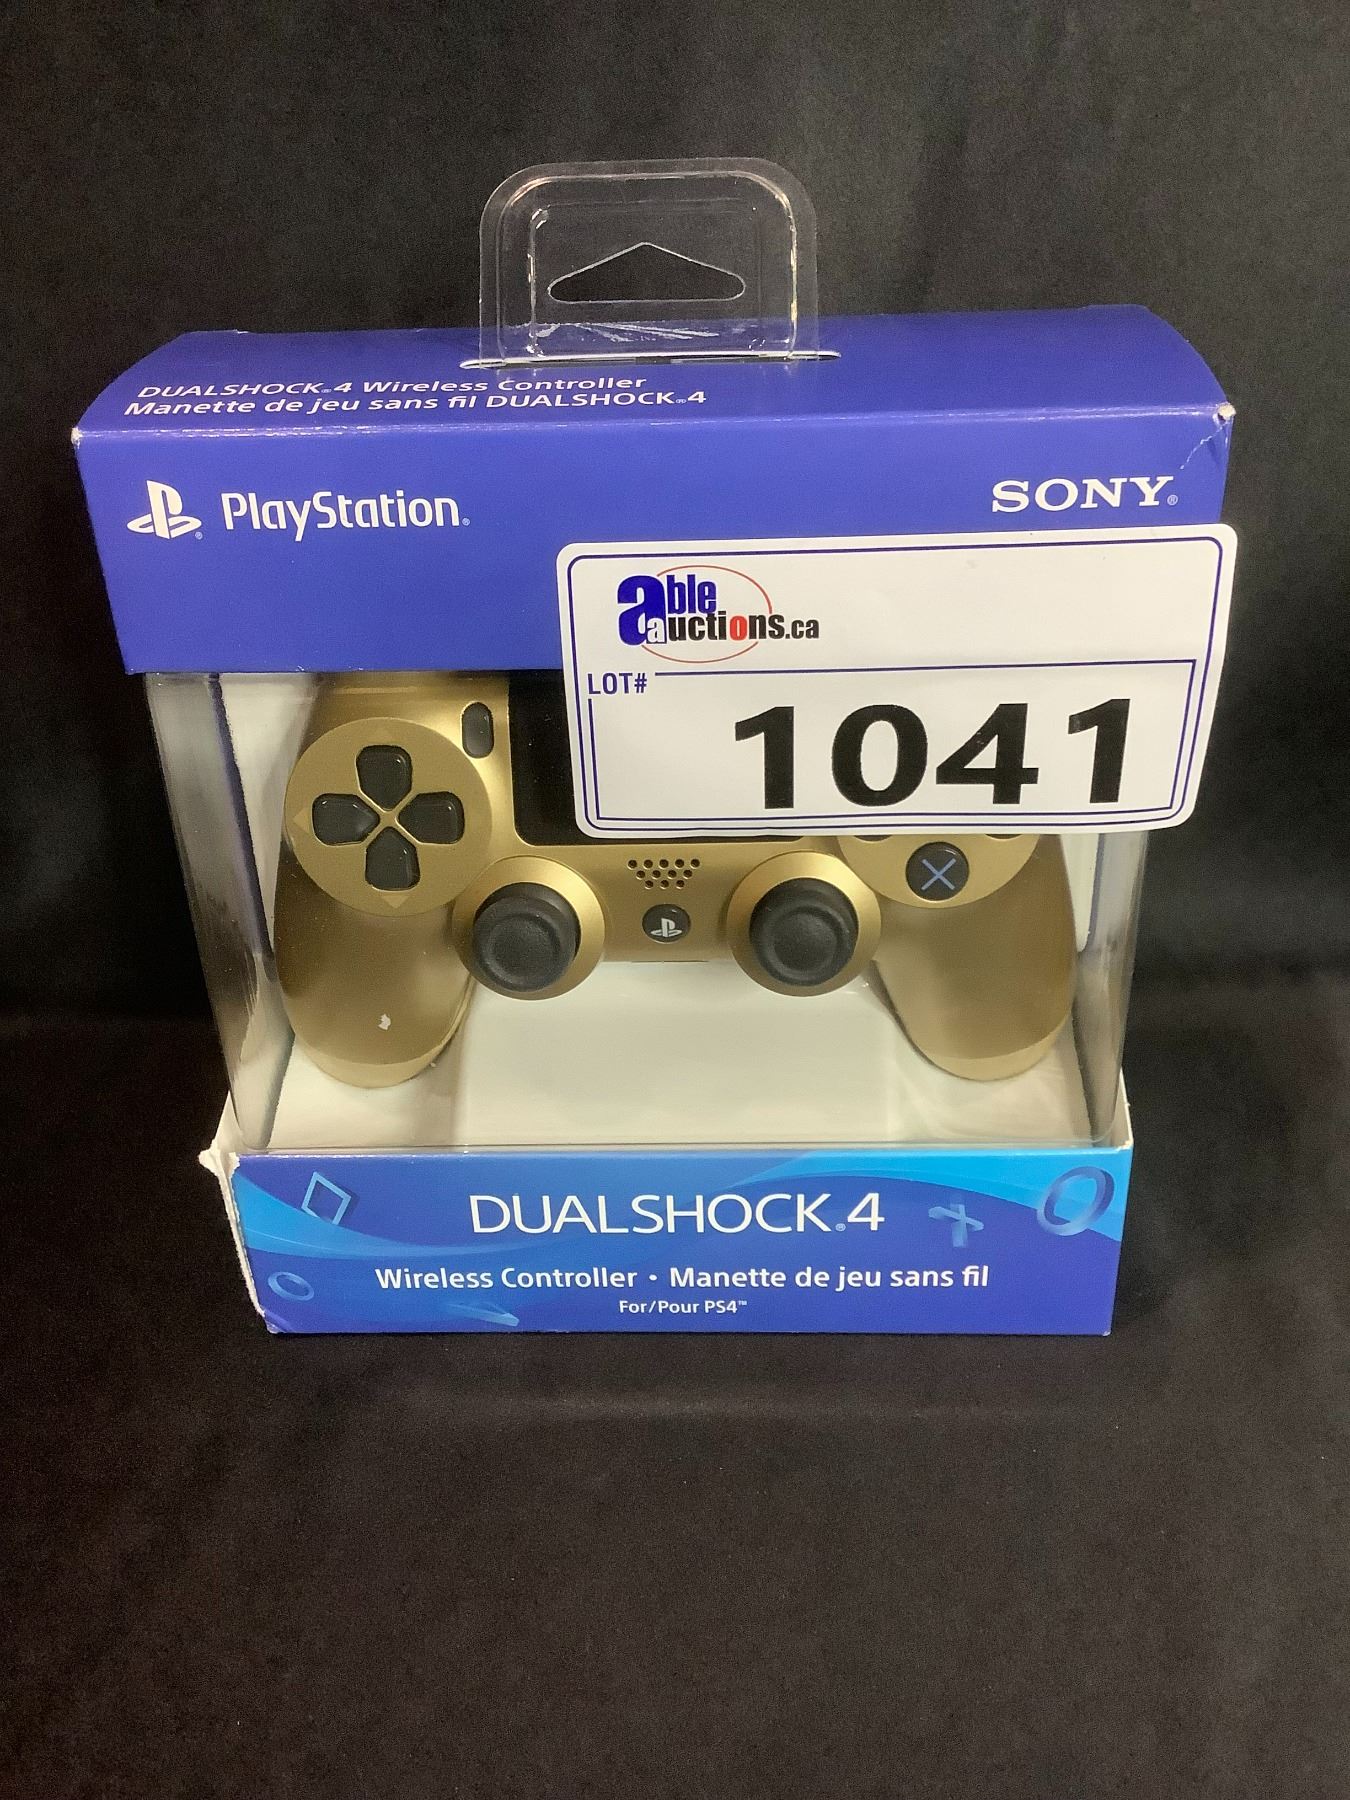 DUALSHOCK®4 Wireless Controller
Manette de jeu sans fil DUALSHOCK®4
PlayStation®
SONY®
able auctions.ca
LOT#
1041
DUALSHOCK®4
Wireless Controller • Manette de jeu sans fil
For/Pour PS4™